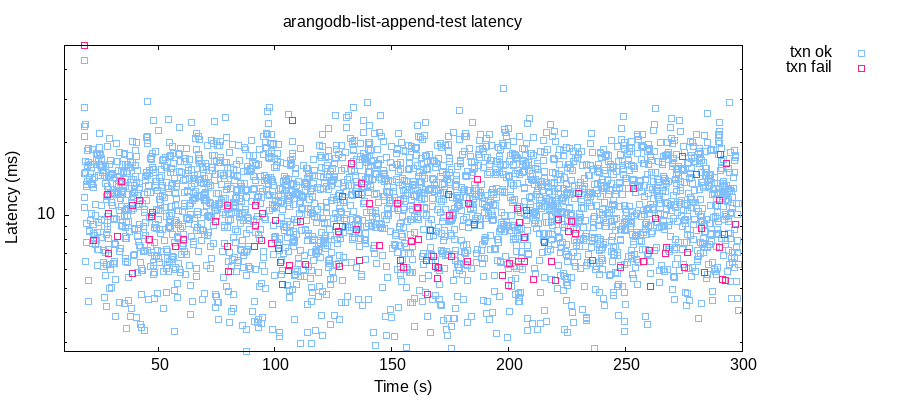 arangodb-list-append-test latency
txn ok
txn fail
Latency (ms)
10
50
100
150
200
250
300
Time (s)